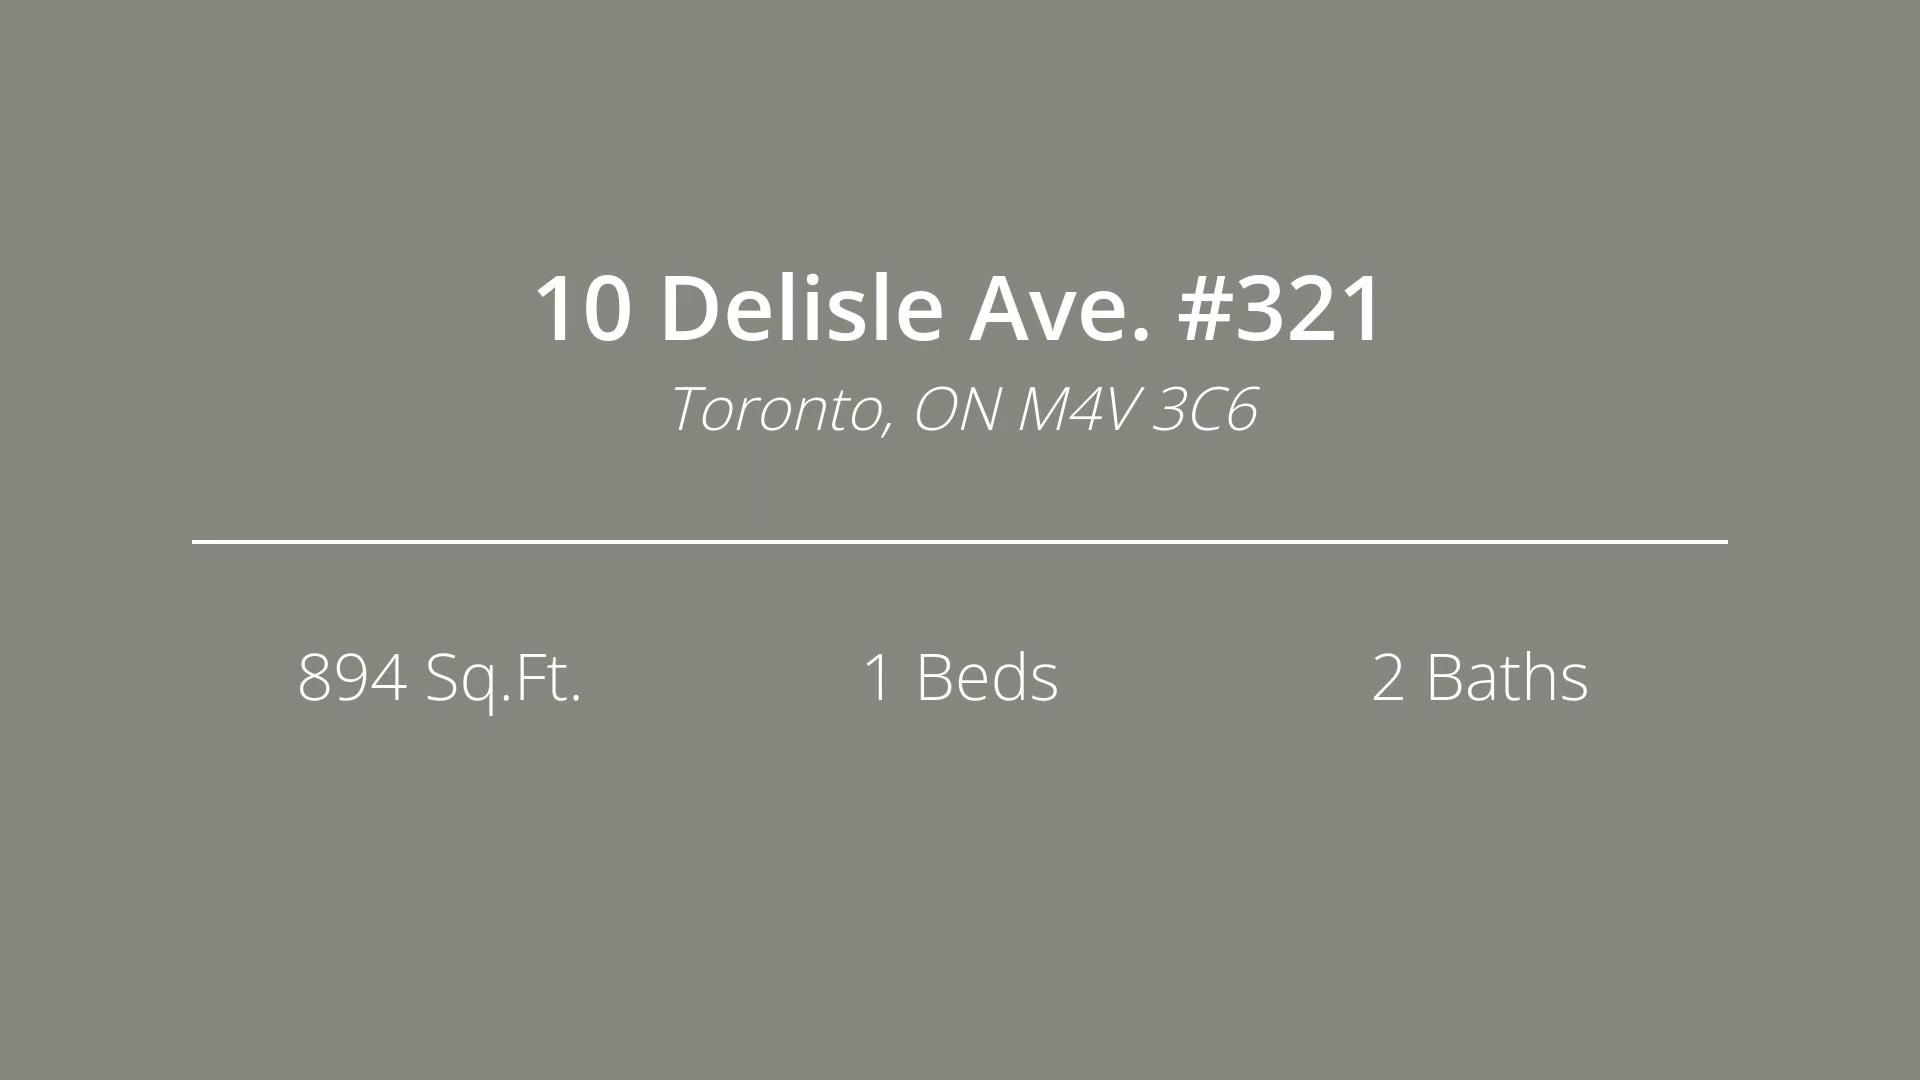 10 Delisle Ave. #321
Toronto, ON M4V 3C6
894 Sq.Ft. 1 Beds 2 Baths